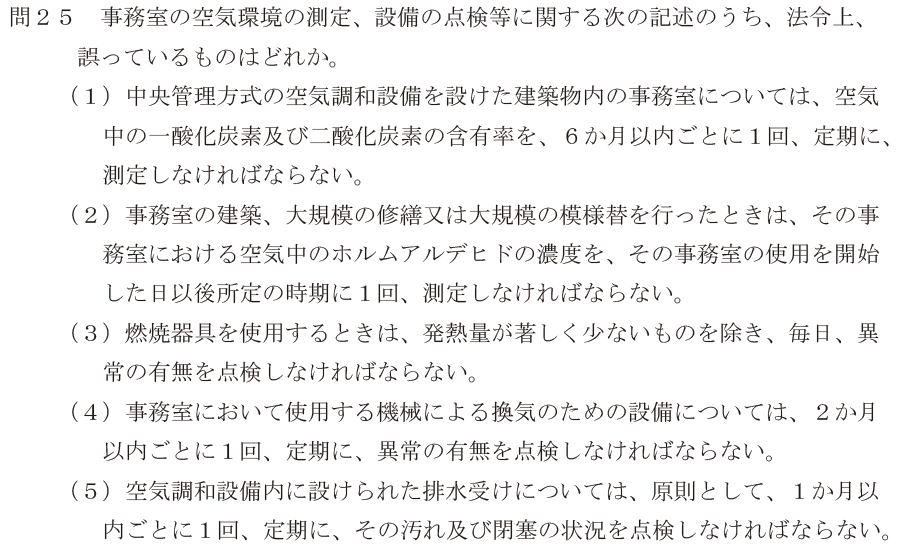 問２５　事務室の空気環境の測定、設備の点検等に関する次の記述のうち、法令上、
誤っているものはどれか。
（１）中央管理方式の空気調和設備を設けた建築物内の事務室については、空気
中の一酸化炭素及び二酸化炭素の含有率を、６か月以内ごとに１回、定期に、
測定しなければならない。
（２）事務室の建築、大規模の修繕又は大規模の模様替を行ったときは、その事
務室における空気中のホルムアルデヒドの濃度を、その事務室の使用を開始
した日以後所定の時期に１回、測定しなければならない。
（３）燃焼器具を使用するときは、発熱量が著しく少ないものを除き、毎日、異
常の有無を点検しなければならない。
（４）事務室において使用する機械による換気のための設備については、２か月
以内ごとに１回、定期に、異常の有無を点検しなければならない。
（５）空気調和設備内に設けられた排水受けについては、原則として、１か月以
内ごとに１回、定期に、その汚れ及び閉塞の状況を点検しなければならない。